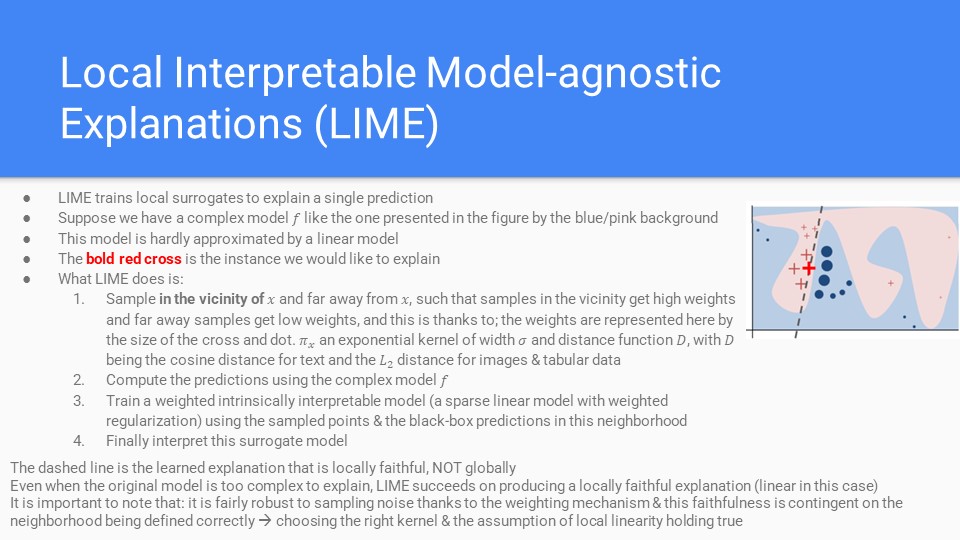 Local Interpretable Model-agnostic
Explanations (LIME)
● LIME trains local surrogates to explain a single prediction
● Suppose we have a complex model f like the one presented in the figure by the blue/pink background
● This model is hardly approximated by a linear model
● The bold red cross is the instance we would like to explain
● What LIME does is:
1. Sample in the vicinity of x and far away from x, such that samples in the vicinity get high weights
and far away samples get low weights, and this is thanks to; the weights are represented here by
the size of the cross and dot. πₓ an exponential kernel of width σ and distance function D, with D
being the cosine distance for text and the L₂ distance for images & tabular data
2. Compute the predictions using the complex model f
3. Train a weighted intrinsically interpretable model (a sparse linear model with weighted
regularization) using the sampled points & the black-box predictions in this neighborhood
4. Finally interpret this surrogate model
The dashed line is the learned explanation that is locally faithful, NOT globally
Even when the original model is too complex to explain, LIME succeeds on producing a locally faithful explanation (linear in this case)
It is important to note that: it is fairly robust to sampling noise thanks to the weighting mechanism & this faithfulness is contingent on the
neighborhood being defined correctly → choosing the right kernel & the assumption of local linearity holding true